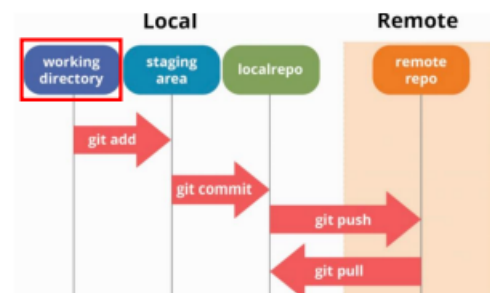 Local
Remote
working
directory
staging
area
localrepo
remote
repo
git add
git commit
git push
git pull